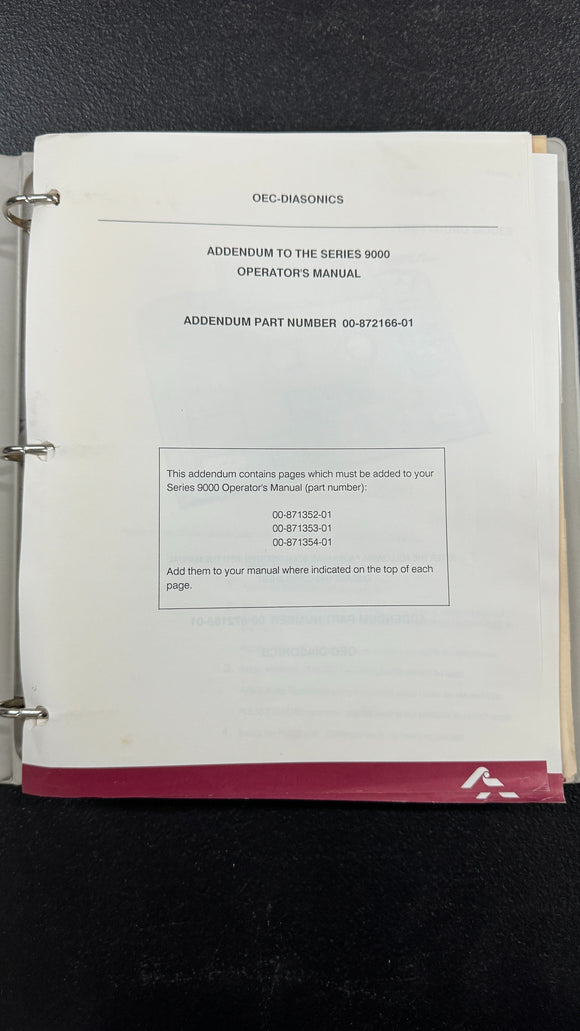 OEC-DIASONICS
ADDENDUM TO THE SERIES 9000
OPERATOR'S MANUAL
ADDENDUM PART NUMBER 00-872166-01
This addendum contains pages which must be added to your
Series 9000 Operator's Manual (part number):
00-871352-01
00-871353-01
00-871354-01
Add them to your manual where indicated on the top of each
page.